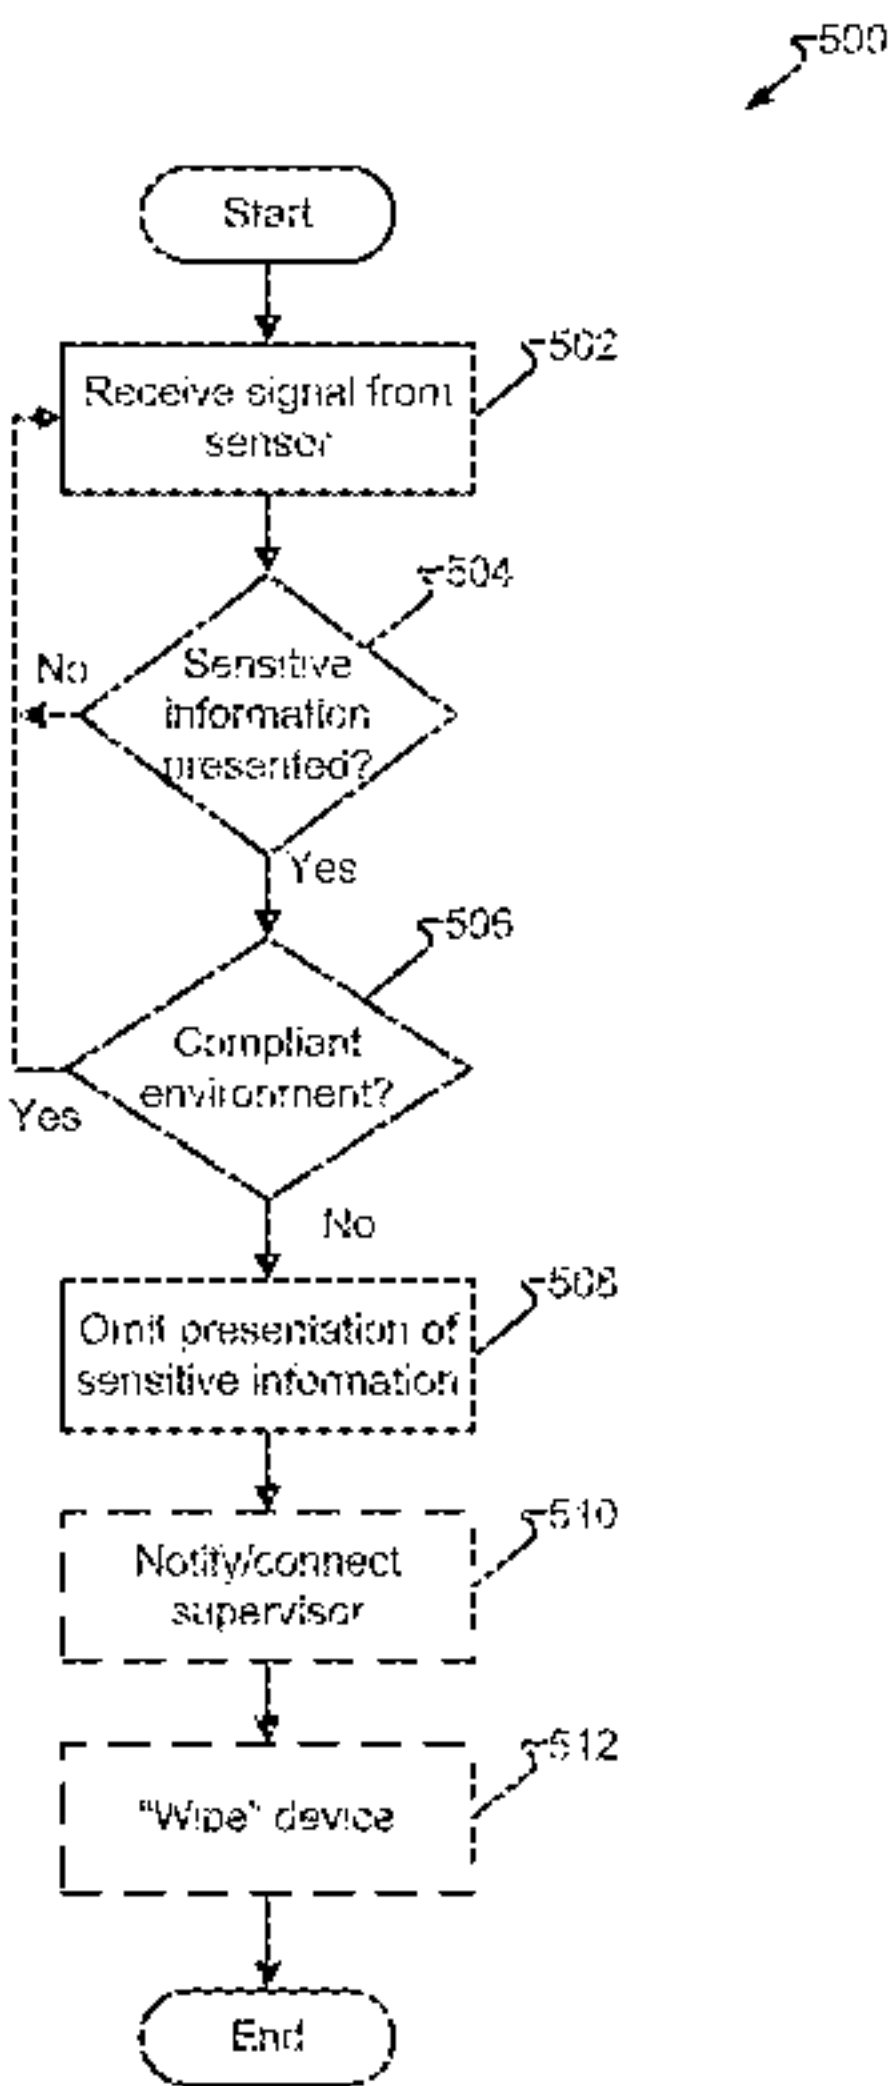 500
Start
502
Receive signal from
sensor
504
No
Sensitive
information
presented?
Yes
506
Compliant
environment?
Yes
No
508
Omit presentation of
sensitive information
510
Notify/connect
supervisor
512
"Wipe" device
End